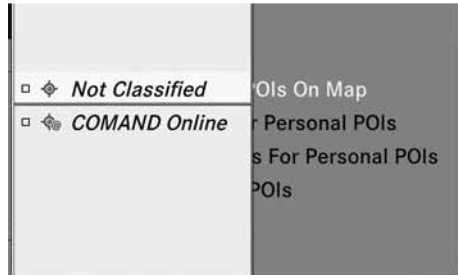 Not Classified
COMAND Online
POIs On Map
Personal POIs
For Personal POIs
POIs